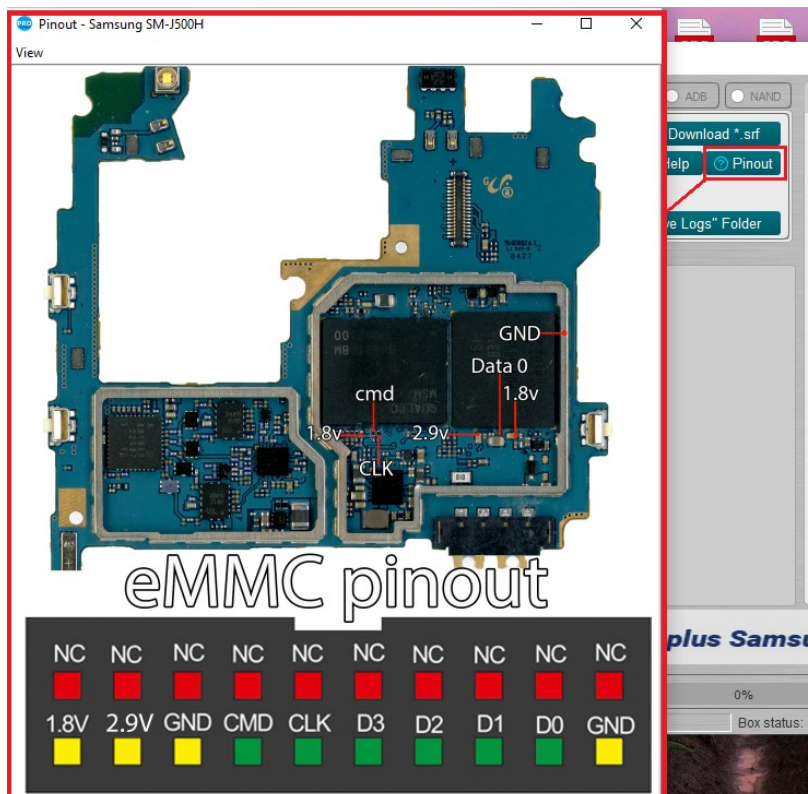 Pinout - Samsung SM-J500H
View
ADB
NAND
Download *.srf
Help
Pinout
ve Logs" Folder
GND
Data 0
1.8v
cmd
1.8v
2.9v
CLK
eMMC pinout
NC NC NC NC NC NC NC NC NC NC
1.8V 2.9V GND CMD CLK D3 D2 D1 D0 GND
plus Samsu
0%
Box status: